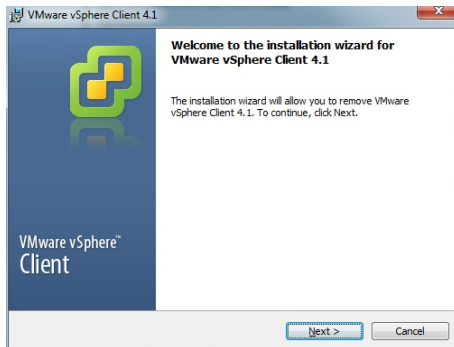 VMware vSphere Client 4.1
Welcome to the installation wizard for
VMware vSphere Client 4.1
The installation wizard will allow you to remove VMware
vSphere Client 4.1. To continue, click Next.
VMware vSphere™
Client
Next >
Cancel